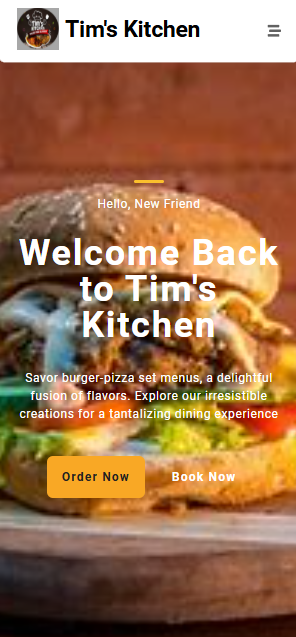 Tim's Kitchen
Hello, New Friend
Welcome Back
to Tim's
Kitchen
Savor burger-pizza set menus, a delightful
fusion of flavors. Explore our irresistible
creations for a tantalizing dining experience
Order Now
Book Now